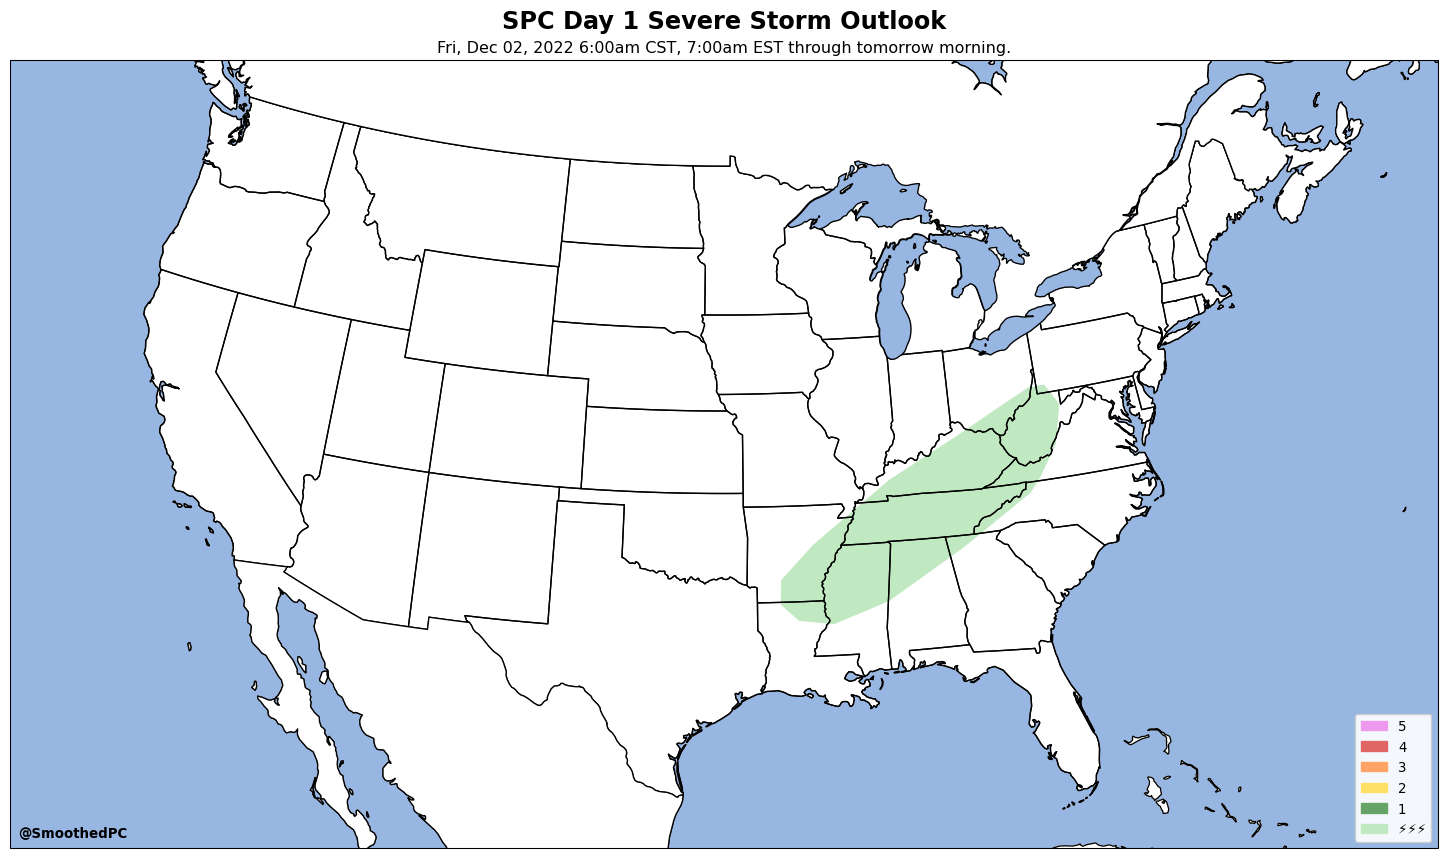 SPC Day 1 Severe Storm Outlook
Fri, Dec 02, 2022 6:00am CST, 7:00am EST through tomorrow morning.
5
4
3
2
1
⚡⚡⚡
@SmoothedPC